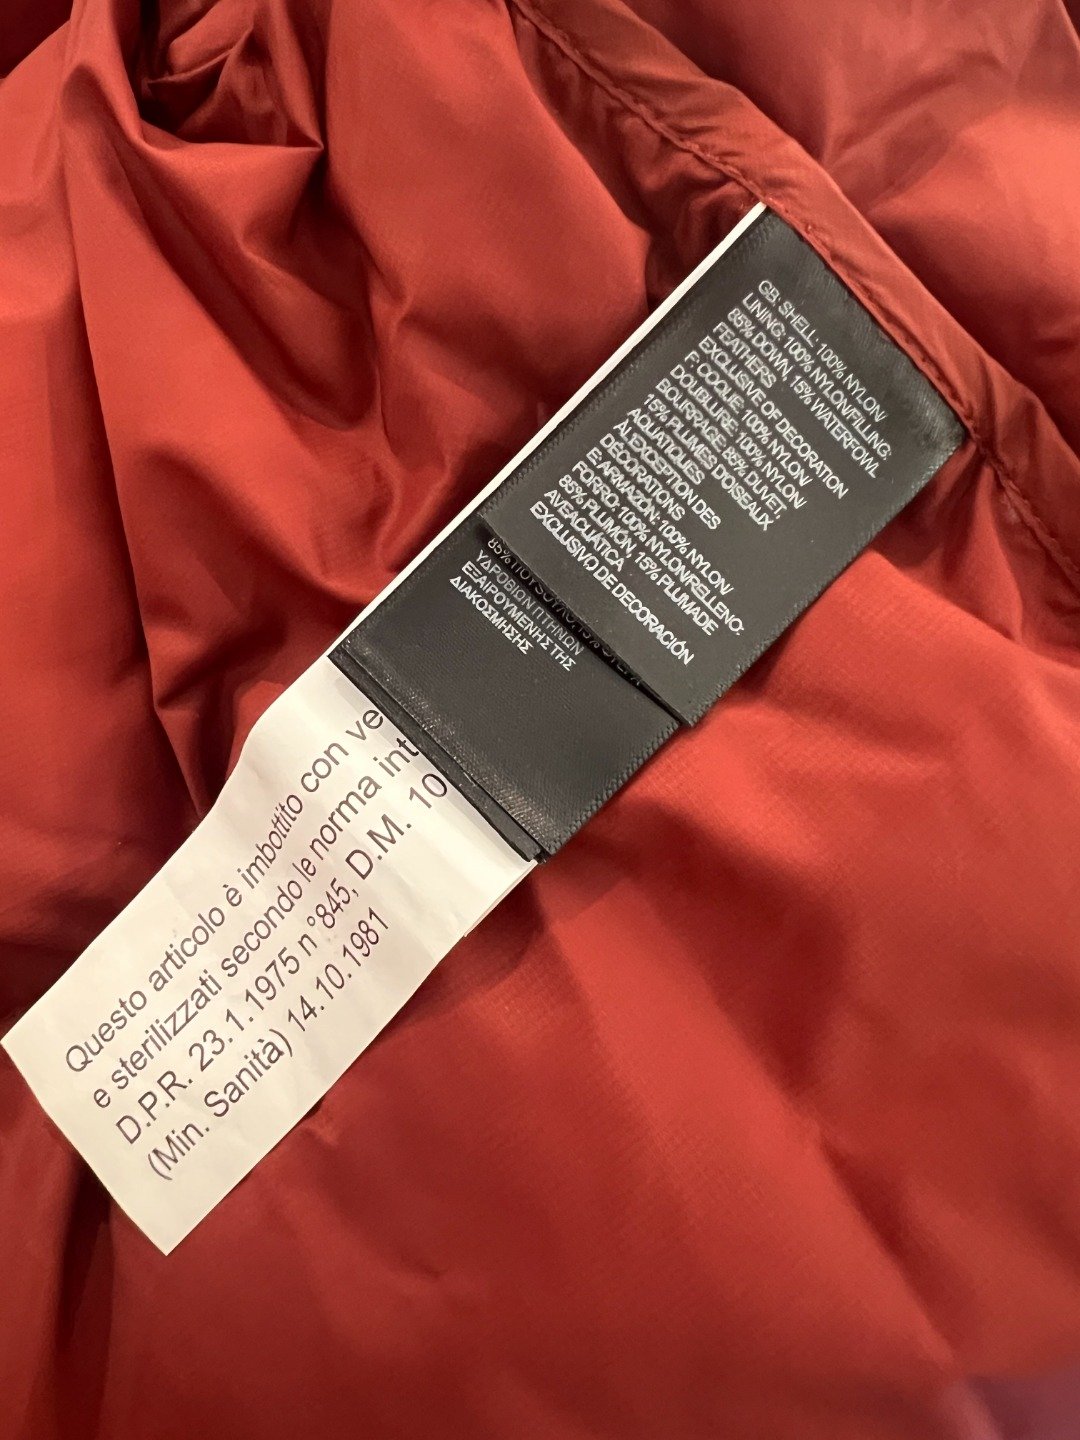 GB: SHELL: 100% NYLON/
LINING: 100% NYLON/FILLING:
85% DOWN, 15% WATERFOWL
FEATHERS
EXCLUSIVE OF DECORATION
F: COQUE: 100% NYLON/
DOUBLURE: 100% NYLON/
BOURRAGE: 85% DUVET,
15% PLUMES D'OISEAUX
AQUATIQUES
ÀL'EXCEPTION DES
DÉCORATIONS
E: ARMAZÓN: 100% NYLON/
FORRO: 100% NYLON/RELLENO:
85% PLUMÓN, 15% PLUMADE
AVEACUÁTICA
EXCLUSIVO DE DECORACIÓN
ΥΔΡΟΒΙΩΝ ΠΤΗΝΩΝ
ΕΞΑΙΡΟΥΜΕΝΗΣ ΤΗΣ
ΔΙΑΚΟΣΜΗΣΗΣ
Questo articolo è imbottito con ve
e sterilizzati secondo le norma int
D.P.R. 23.1.1975 n°845, D.M. 10
(Min. Sanità) 14.10.1981